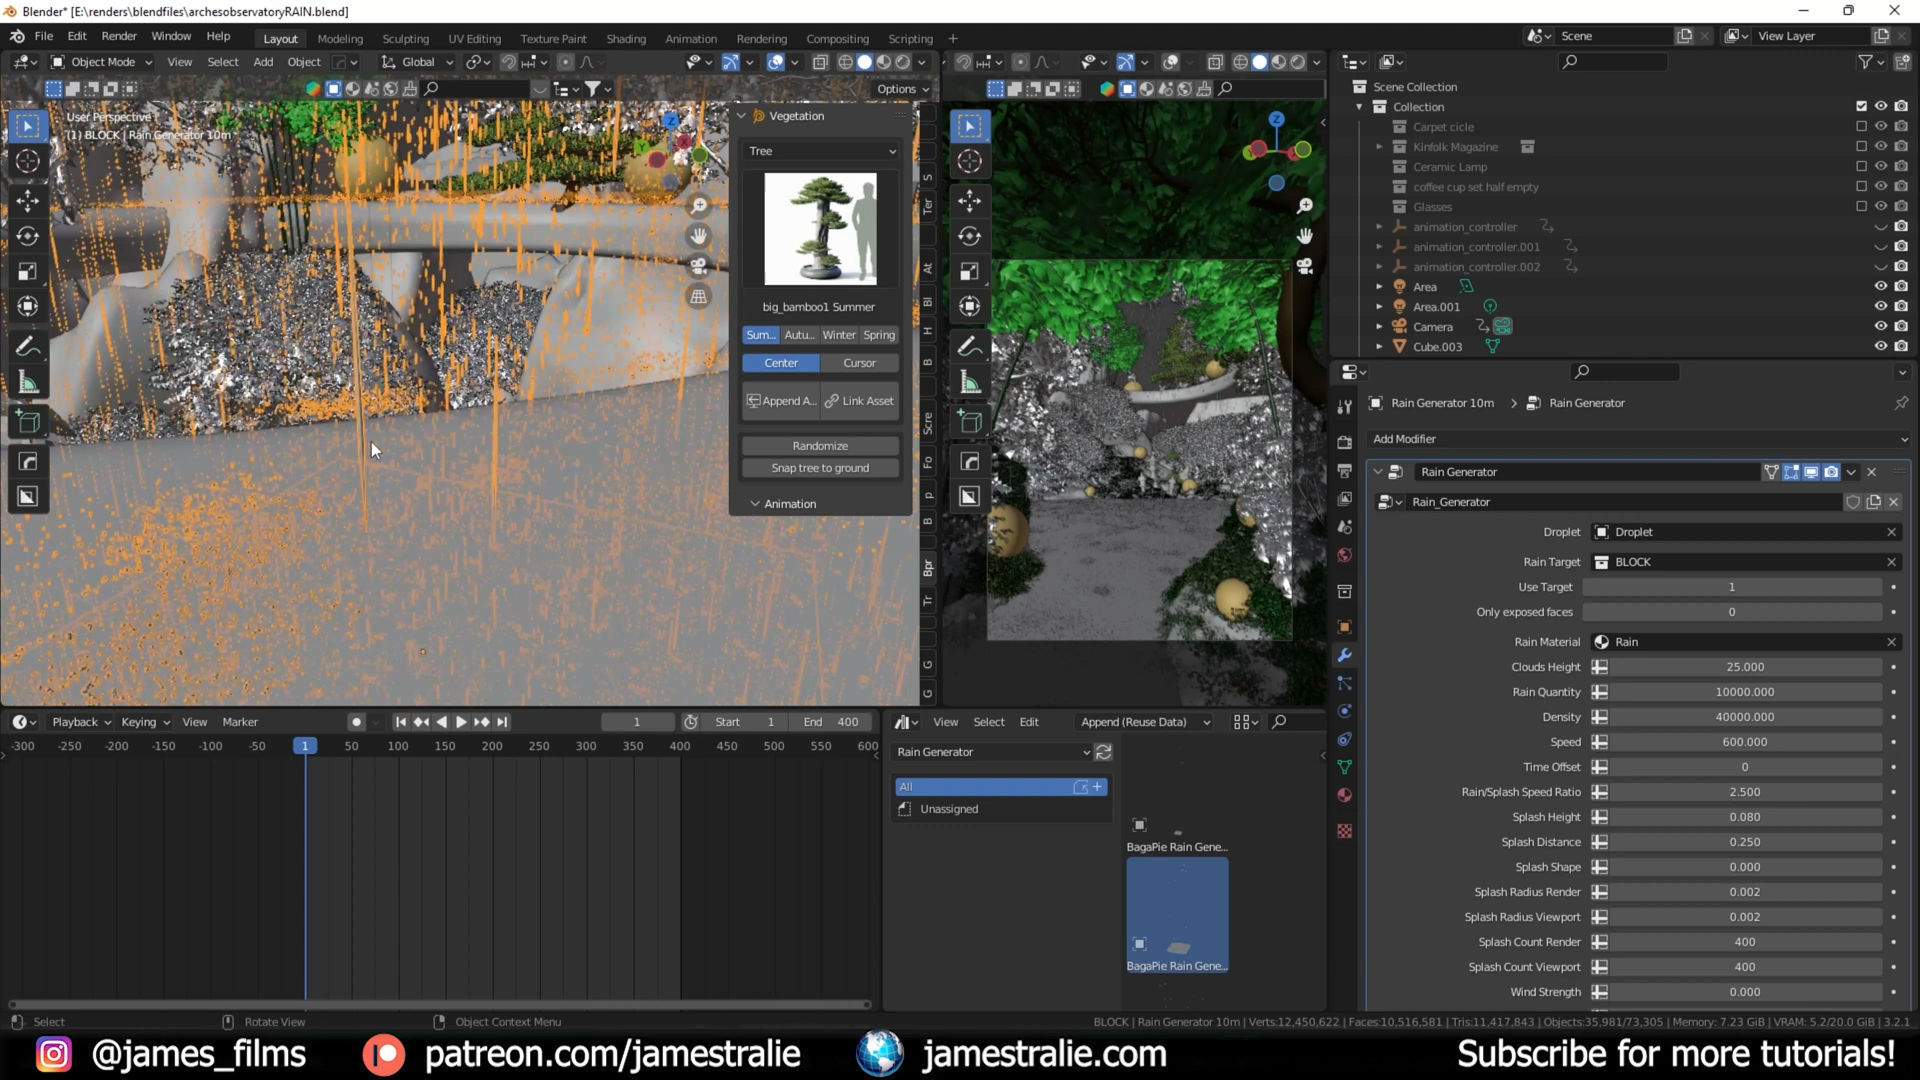 Blender* [E:\renders\blendfiles\archesobservatoryRAIN.blend]
File Edit Render Window Help Layout Modeling Sculpting UV Editing Texture Paint Shading Animation Rendering Compositing Scripting + Scene View Layer
Object Mode View Select Add Object Global
Options
User Perspective
(1) BLOCK | Rain Generator 10m
Vegetation
Tree
big_bamboo1 Summer
Sum... Autu... Winter Spring
Center Cursor
Append A... Link Asset
Randomize
Snap tree to ground
Animation
S
Ter
At
Bl
H
B
Scre
Fo
p
B
Bpr
Tr
G
G
Z
Scene Collection
Collection
Carpet cicle
Kinfolk Magazine
Ceramic Lamp
coffee cup set half empty
Glasses
animation_controller
animation_controller.001
animation_controller.002
Area
Area.001
Camera
Cube.003
Rain Generator 10m > Rain Generator
Add Modifier
Rain Generator
Rain_Generator
Droplet Droplet
Rain Target BLOCK
Use Target 1
Only exposed faces 0
Rain Material Rain
Clouds Height 25.000
Rain Quantity 10000.000
Density 40000.000
Speed 600.000
Time Offset 0
Rain/Splash Speed Ratio 2.500
Splash Height 0.080
Splash Distance 0.250
Splash Shape 0.000
Splash Radius Render 0.002
Splash Radius Viewport 0.002
Splash Count Render 400
Splash Count Viewport 400
Wind Strength 0.000
Playback Keying View Marker 1 Start 1 End 400
-300 -250 -200 -150 -100 -50 1 50 100 150 200 250 300 350 400 450 500 550 600
View Select Edit Append (Reuse Data)
Rain Generator
All
Unassigned
BagaPie Rain Gene...
BagaPie Rain Gene...
Select Rotate View Object Context Menu
BLOCK | Rain Generator 10m | Verts:12,450,622 | Faces:10,516,581 | Tris:11,417,843 | Objects:35,981/73,305 | Memory: 7.23 GiB | VRAM: 5.2/20.0 GiB | 3.2.1
@james_films patreon.com/jamestralie jamestralie.com Subscribe for more tutorials!